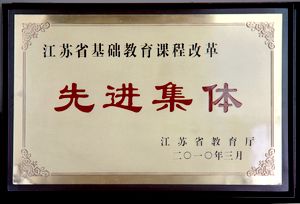 江苏省基础教育课程改革
先进集体
江苏省教育厅
二〇一〇年三月